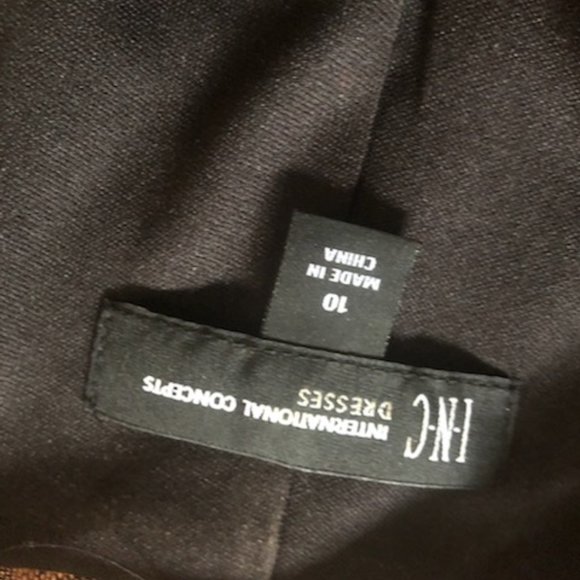 I·N·C
INTERNATIONAL CONCEPTS
DRESSES
10
MADE IN
CHINA